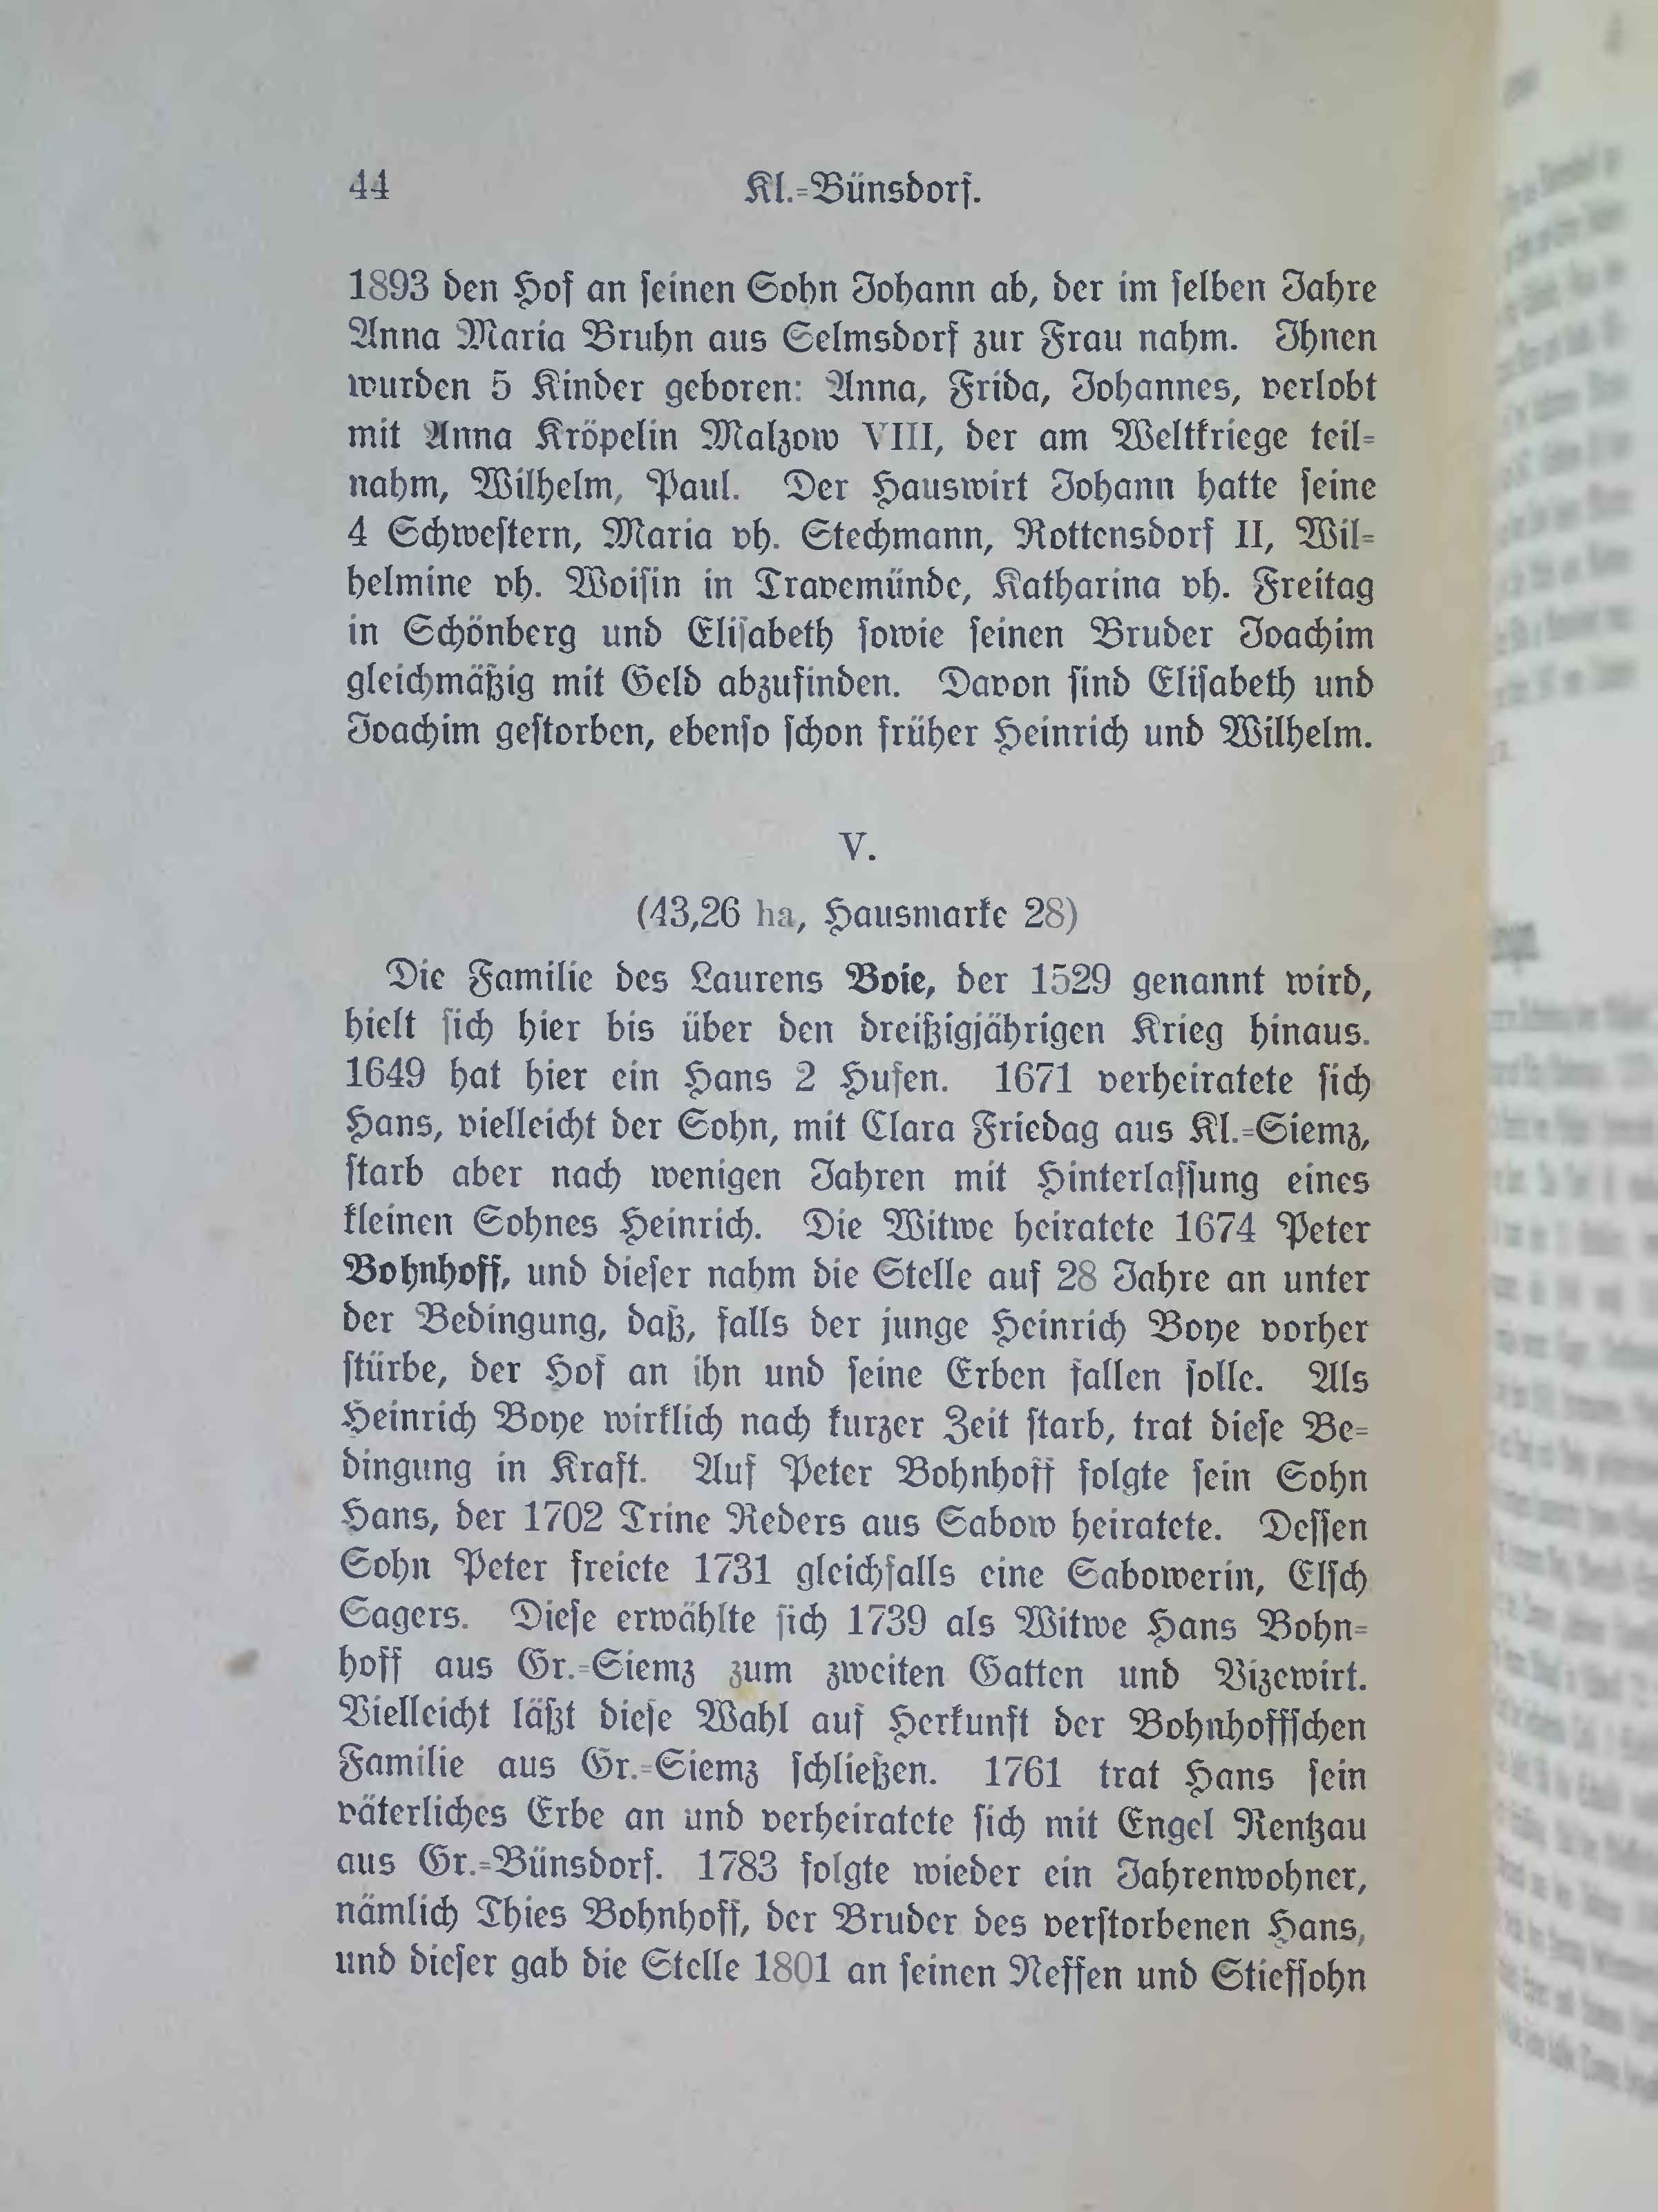 44
Kl.=Bünsdorf.
1893 den Hof an seinen Sohn Johann ab, der im selben Jahre
Anna Maria Bruhn aus Selmsdorf zur Frau nahm. Ihnen
wurden 5 Kinder geboren: Anna, Frida, Johannes, verlobt
mit Anna Kröpelin Malzow VIII, der am Weltkriege teil=
nahm, Wilhelm, Paul. Der Hauswirt Johann hatte seine
4 Schwestern, Maria vh. Stechmann, Rottensdorf II, Wil=
helmine vh. Woisin in Travemünde, Katharina vh. Freitag
in Schönberg und Elisabeth sowie seinen Bruder Joachim
gleichmäßig mit Geld abzufinden. Davon sind Elisabeth und
Joachim gestorben, ebenso schon früher Heinrich und Wilhelm.
V.
(43,26 ha, Hausmarke 28)
Die Familie des Laurens Boie, der 1529 genannt wird,
hielt sich hier bis über den dreißigjährigen Krieg hinaus.
1649 hat hier ein Hans 2 Hufen. 1671 verheiratete sich
Hans, vielleicht der Sohn, mit Clara Friedag aus Kl.=Siemz,
starb aber nach wenigen Jahren mit Hinterlassung eines
kleinen Sohnes Heinrich. Die Witwe heiratete 1674 Peter
Bohnhoff, und dieser nahm die Stelle auf 28 Jahre an unter
der Bedingung, daß, falls der junge Heinrich Boye vorher
stürbe, der Hof an ihn und seine Erben fallen solle. Als
Heinrich Boye wirklich nach kurzer Zeit starb, trat diese Be=
dingung in Kraft. Auf Peter Bohnhoff folgte sein Sohn
Hans, der 1702 Trine Reders aus Sabow heiratete. Dessen
Sohn Peter freiete 1731 gleichfalls eine Sabowerin, Elsch
Sagers. Diese erwählte sich 1739 als Witwe Hans Bohn=
hoff aus Gr.=Siemz zum zweiten Gatten und Vizewirt.
Vielleicht läßt diese Wahl auf Herkunft der Bohnhoffschen
Familie aus Gr.=Siemz schließen. 1761 trat Hans sein
väterliches Erbe an und verheiratete sich mit Engel Rentzau
aus Gr.=Bünsdorf. 1783 folgte wieder ein Jahrenwohner,
nämlich Thies Bohnhoff, der Bruder des verstorbenen Hans,
und dieser gab die Stelle 1801 an seinen Neffen und Stiefsohn